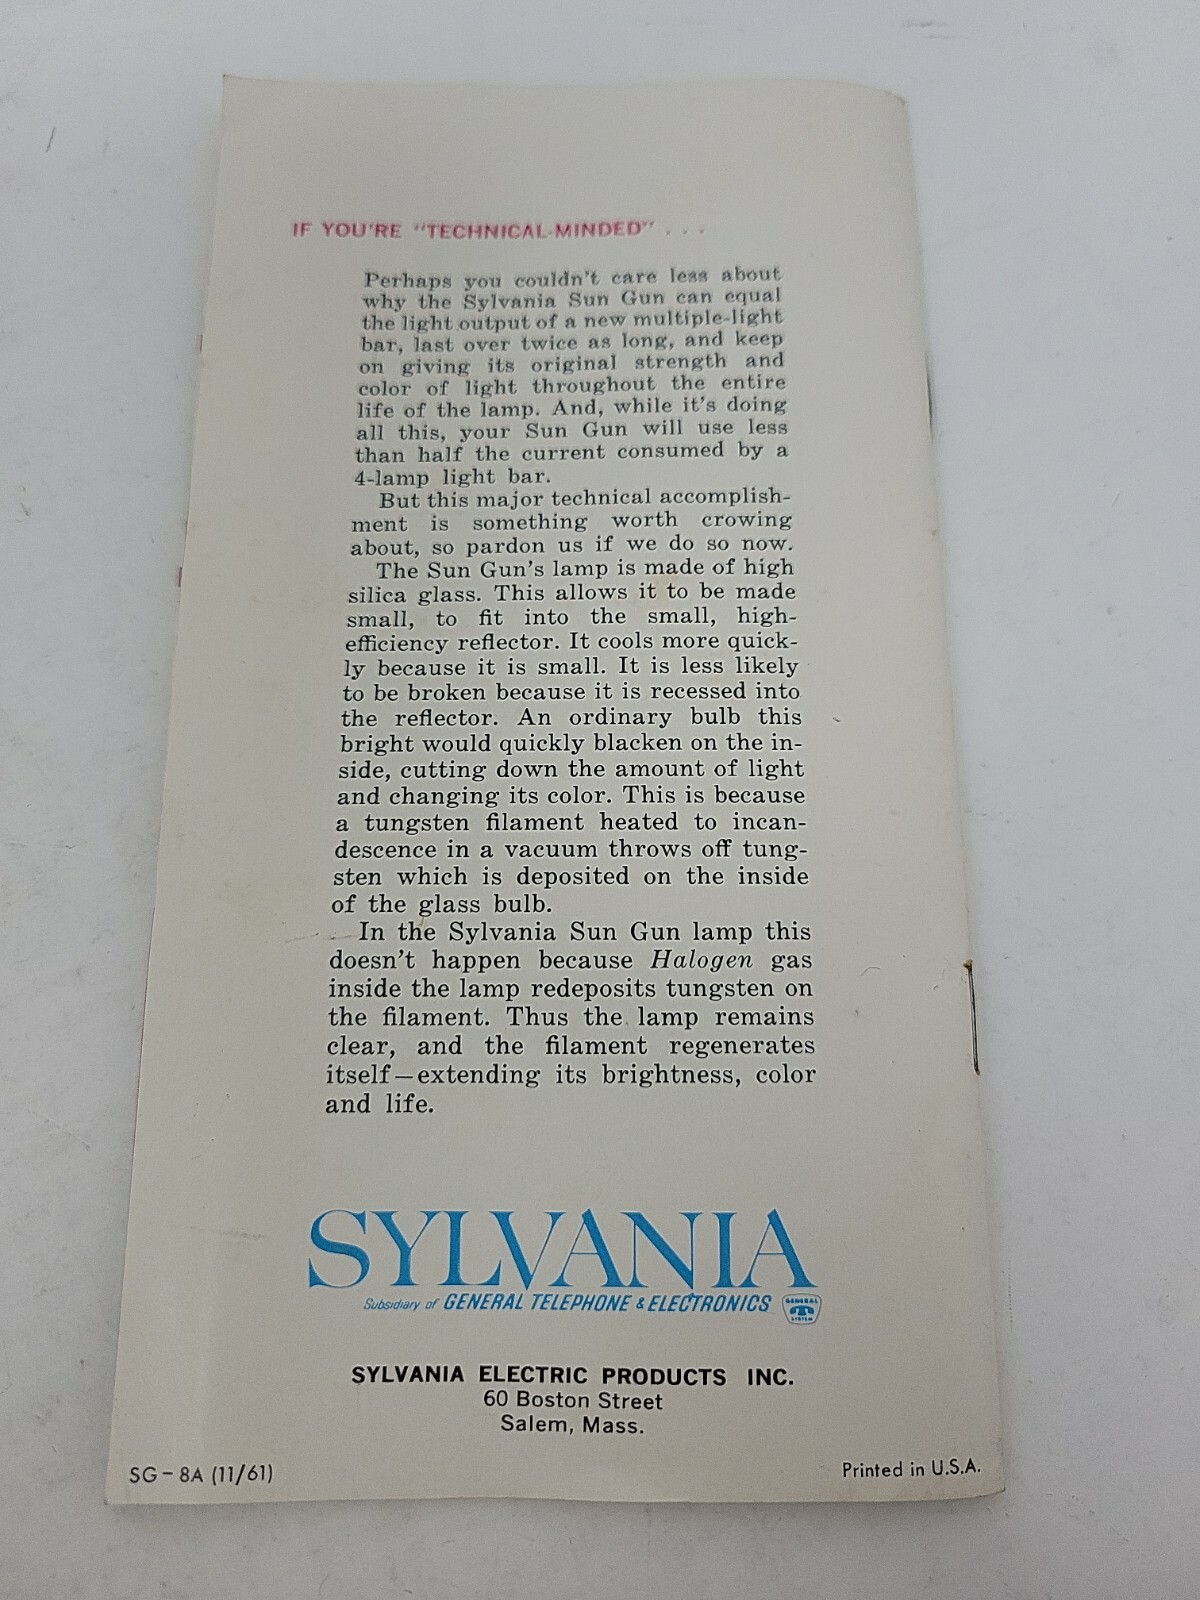 IF YOU'RE "TECHNICAL-MINDED" . . .
Perhaps you couldn't care less about
why the Sylvania Sun Gun can equal
the light output of a new multiple-light
bar, last over twice as long, and keep
on giving its original strength and
color of light throughout the entire
life of the lamp. And, while it's doing
all this, your Sun Gun will use less
than half the current consumed by a
4-lamp light bar.
But this major technical accomplish-
ment is something worth crowing
about, so pardon us if we do so now.
The Sun Gun's lamp is made of high
silica glass. This allows it to be made
small, to fit into the small, high-
efficiency reflector. It cools more quick-
ly because it is small. It is less likely
to be broken because it is recessed into
the reflector. An ordinary bulb this
bright would quickly blacken on the in-
side, cutting down the amount of light
and changing its color. This is because
a tungsten filament heated to incan-
descence in a vacuum throws off tung-
sten which is deposited on the inside
of the glass bulb.
In the Sylvania Sun Gun lamp this
doesn't happen because Halogen gas
inside the lamp redeposits tungsten on
the filament. Thus the lamp remains
clear, and the filament regenerates
itself—extending its brightness, color
and life.
SYLVANIA
Subsidiary of GENERAL TELEPHONE & ELECTRONICS
GENERAL
SYSTEM
SYLVANIA ELECTRIC PRODUCTS INC.
60 Boston Street
Salem, Mass.
SG-8A (11/61)
Printed in U.S.A.